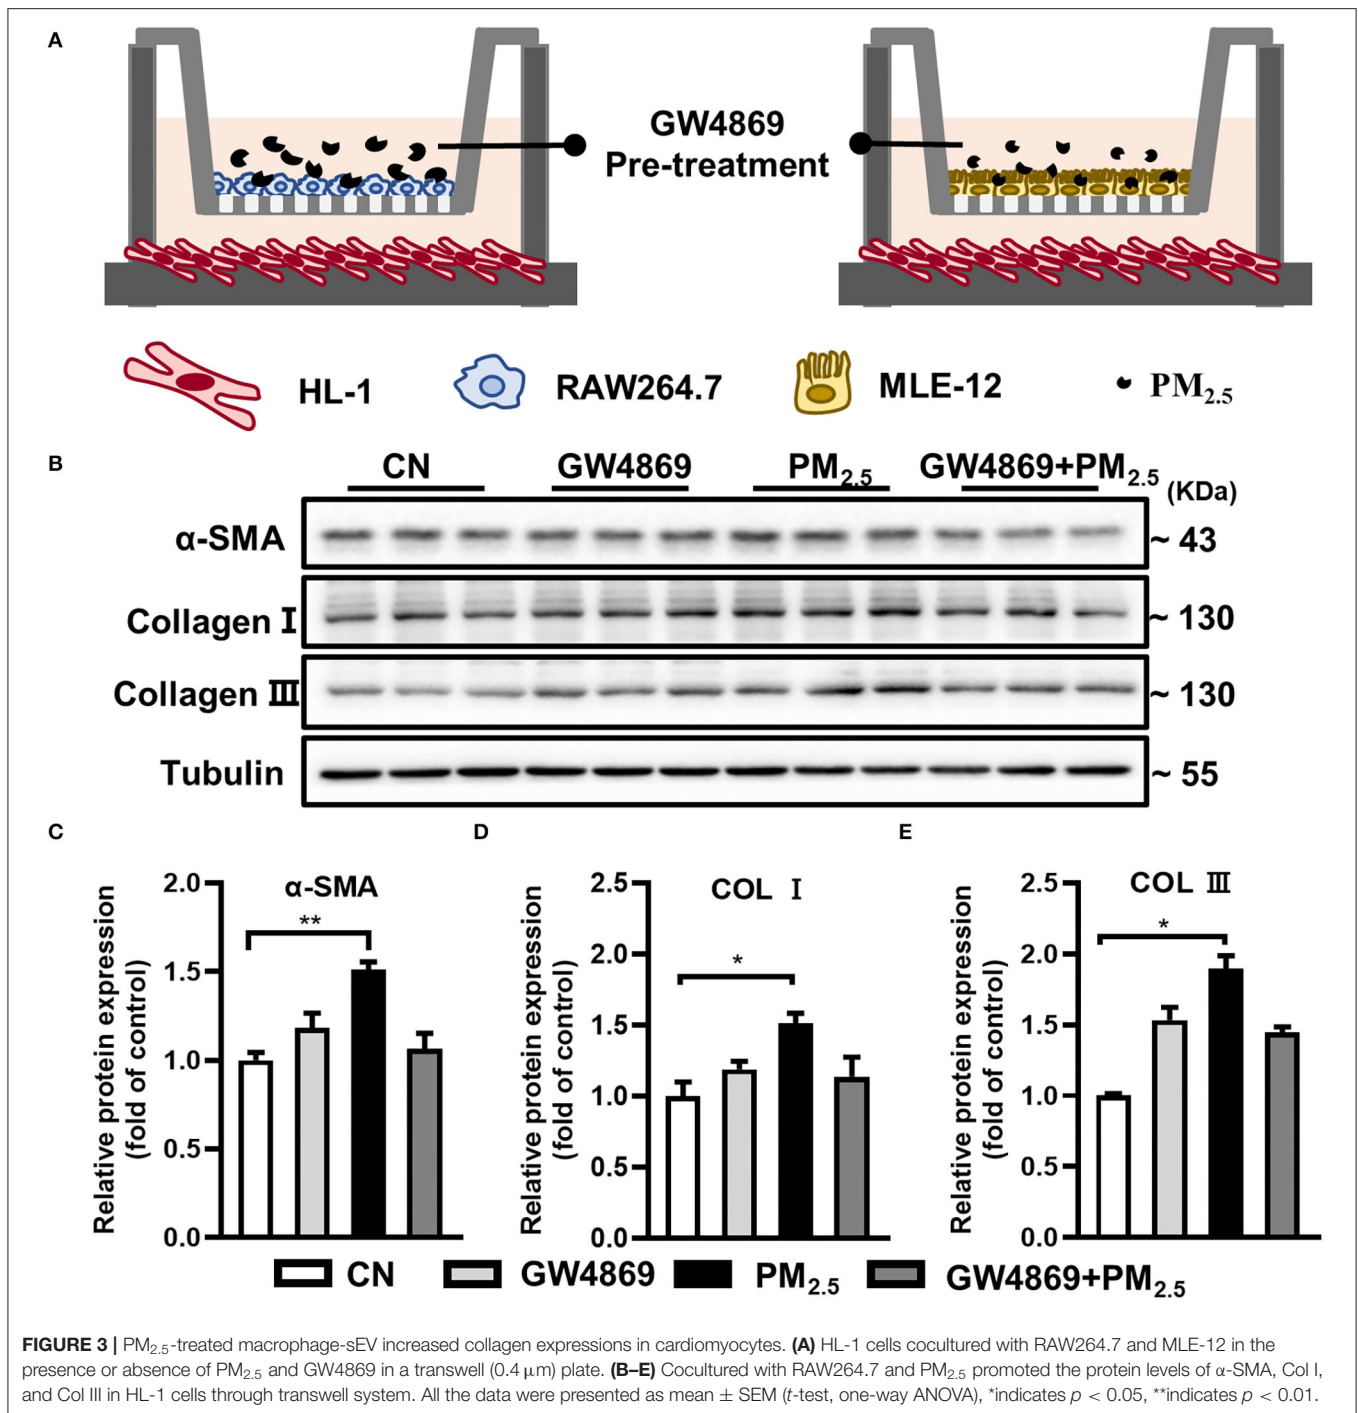 A
GW4869
Pre-treatment
HL-1
RAW264.7
MLE-12
PM2.5
B
CN
GW4869
PM2.5
GW4869+PM2.5
(KDa)
α-SMA
~ 43
Collagen Ⅰ
~ 130
Collagen Ⅲ
~ 130
Tubulin
~ 55
C
D
E
α-SMA
Relative protein expression
(fold of control)
2.0
1.5
1.0
0.5
0.0
**
COL Ⅰ
Relative protein expression
(fold of control)
2.5
2.0
1.5
1.0
0.5
0.0
*
COL Ⅲ
Relative protein expression
(fold of control)
2.5
2.0
1.5
1.0
0.5
0.0
*
CN
GW4869
PM2.5
GW4869+PM2.5
FIGURE 3 | PM2.5-treated macrophage-sEV increased collagen expressions in cardiomyocytes. (A) HL-1 cells cocultured with RAW264.7 and MLE-12 in the
presence or absence of PM2.5 and GW4869 in a transwell (0.4 μm) plate. (B–E) Cocultured with RAW264.7 and PM2.5 promoted the protein levels of α-SMA, Col I,
and Col III in HL-1 cells through transwell system. All the data were presented as mean ± SEM (t-test, one-way ANOVA), *indicates p < 0.05, **indicates p < 0.01.